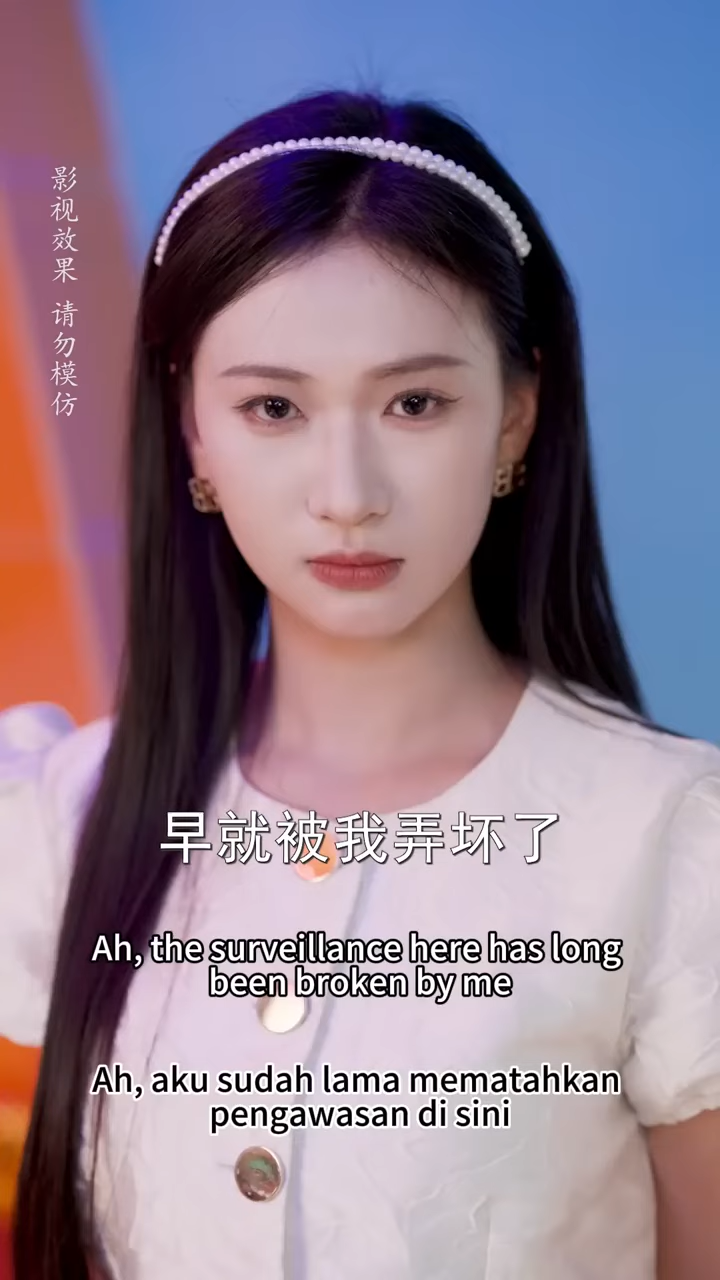 影视效果 请勿模仿
早就被我弄坏了
Ah, the surveillance here has long
been broken by me
Ah, aku sudah lama mematahkan
pengawasan di sini